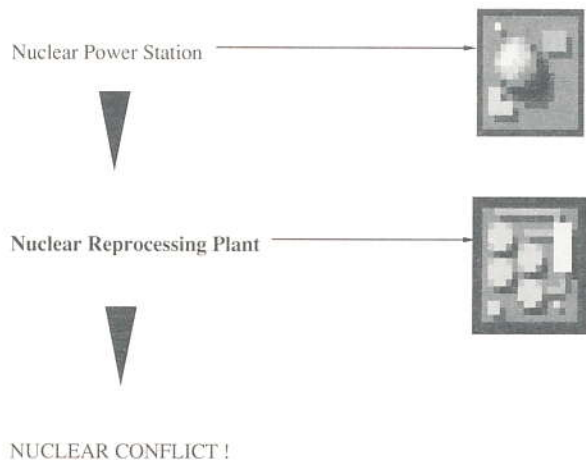 Nuclear Power Station
Nuclear Reprocessing Plant
NUCLEAR CONFLICT !